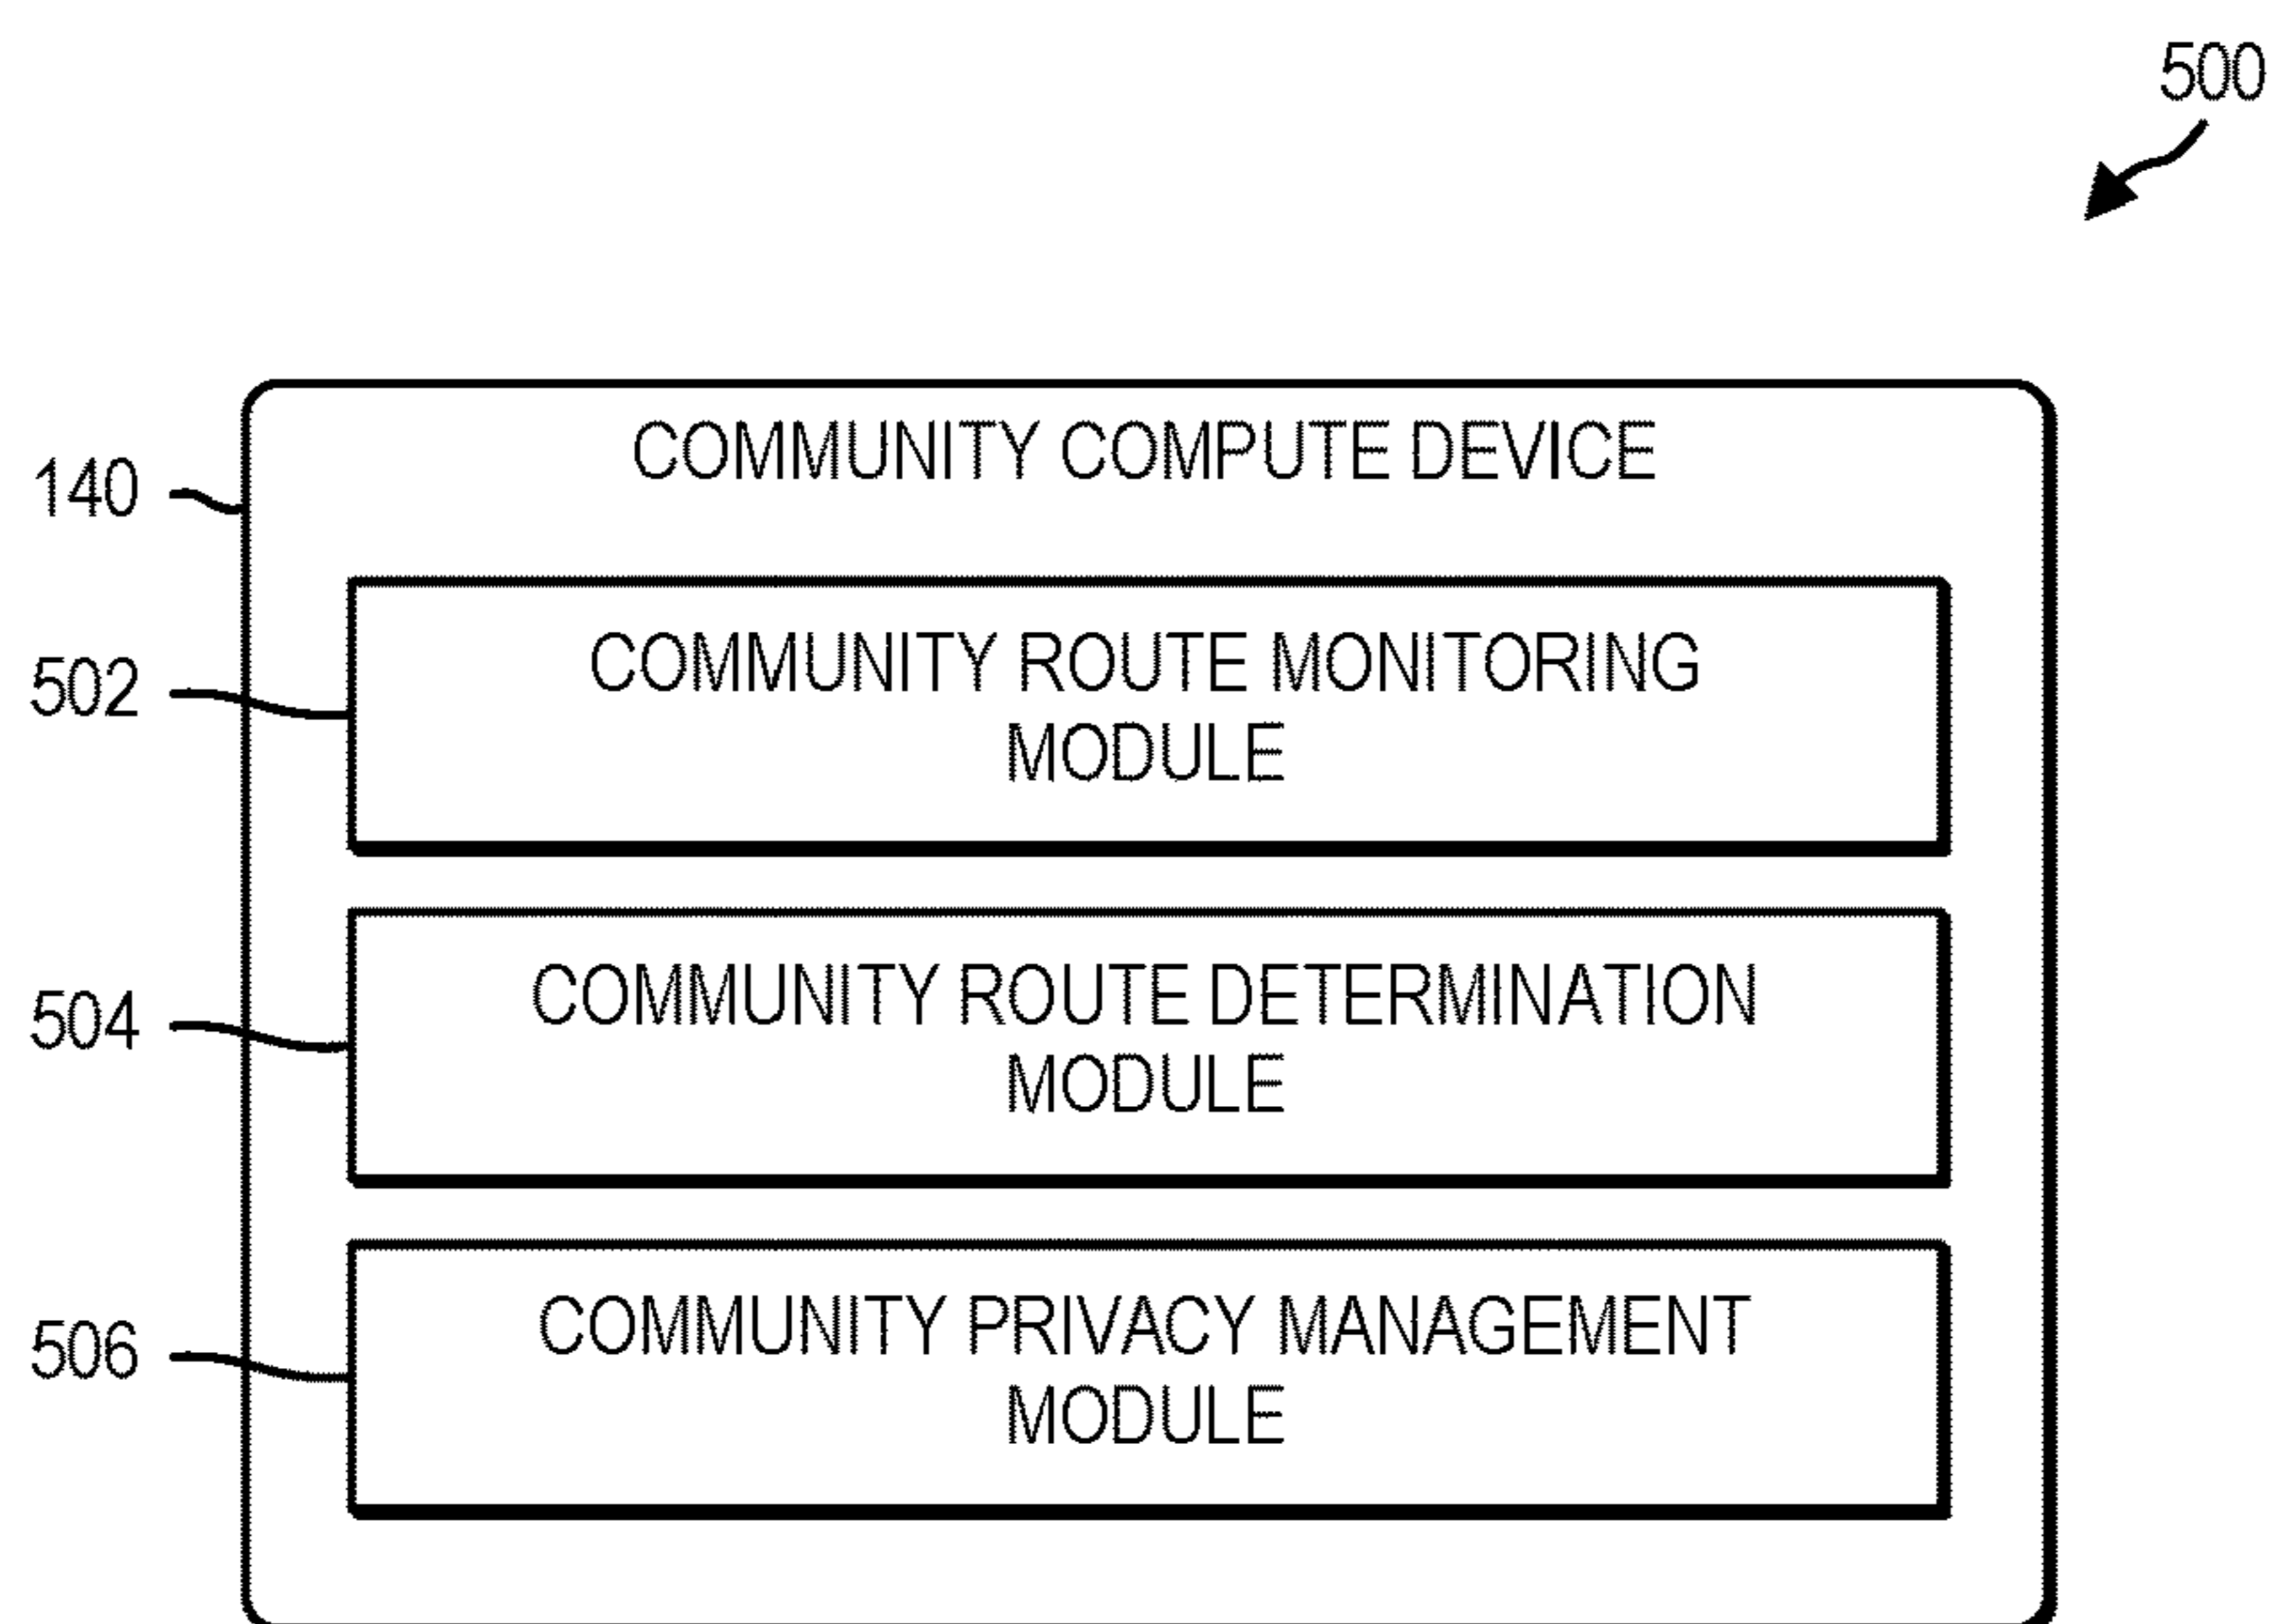 500
COMMUNITY COMPUTE DEVICE
140
COMMUNITY ROUTE MONITORING
MODULE
502
COMMUNITY ROUTE DETERMINATION
MODULE
504
COMMUNITY PRIVACY MANAGEMENT
MODULE
506